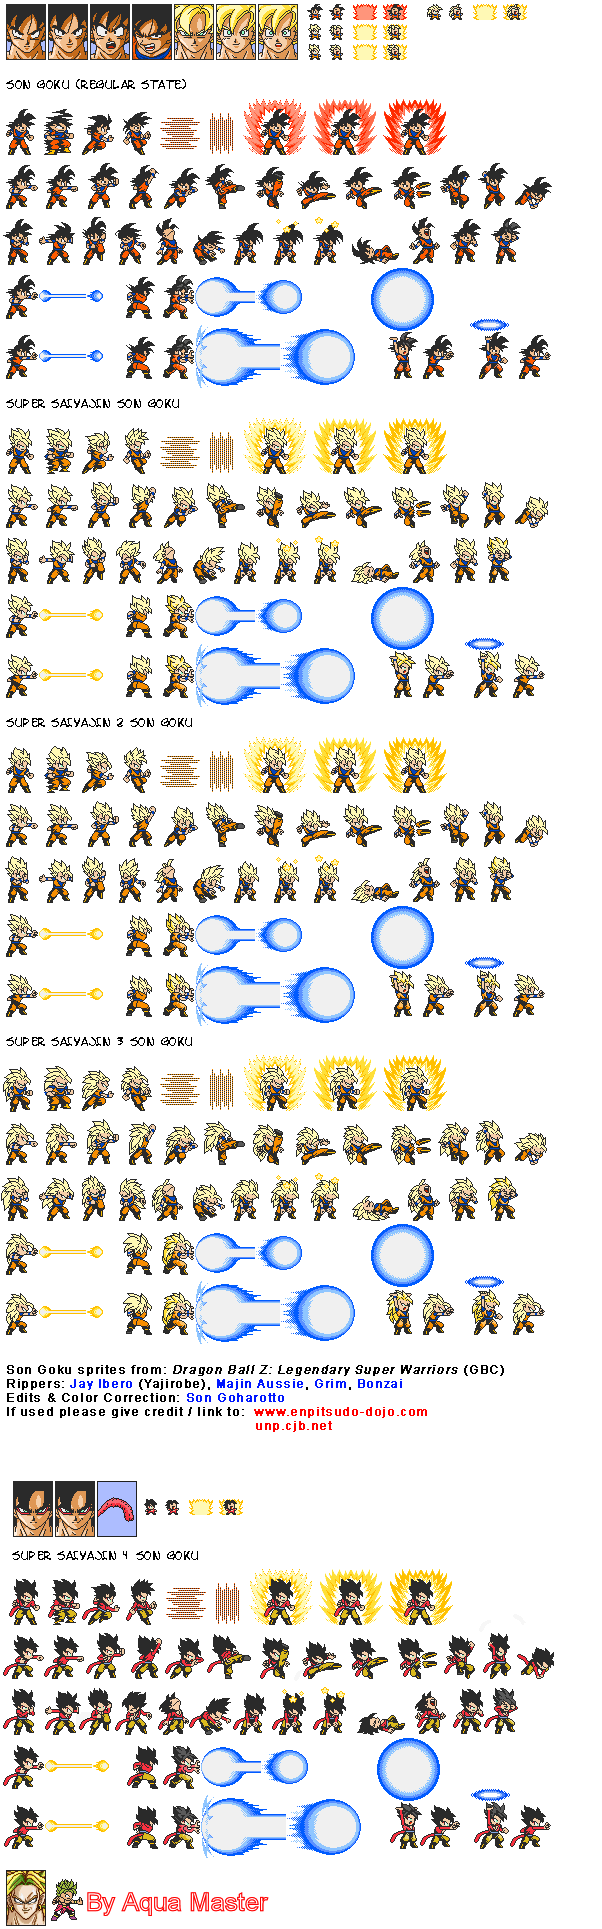 SON GOKU (REGULAR STATE)
SUPER SAIYAJIN SON GOKU
SUPER SAIYAJIN 2 SON GOKU
SUPER SAIYAJIN 3 SON GOKU
Son Goku sprites from: Dragon Ball Z: Legendary Super Warriors (GBC)
Rippers: Jay Ibero (Yajirobe), Majin Aussie, Grim, Bonzai
Edits & Color Correction: Son Goharotto
If used please give credit / link to: www.enpitsudo-dojo.com
unp.cjb.net
SUPER SAIYAJIN 4 SON GOKU
By Aqua Master